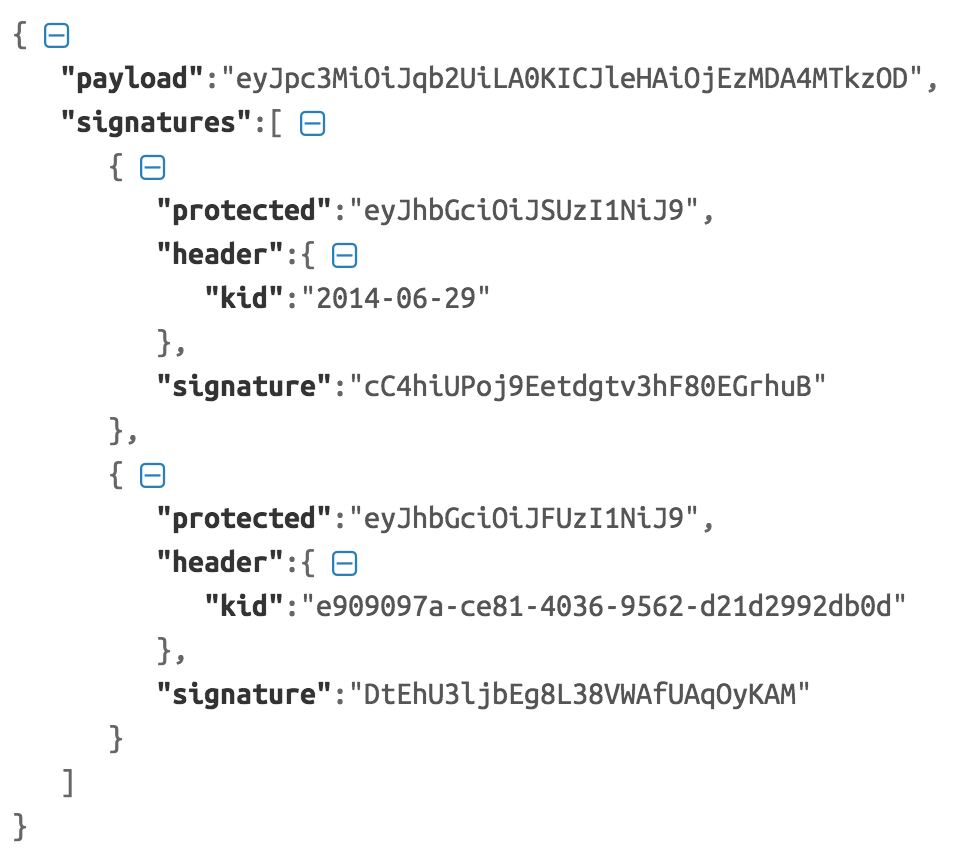 {
"payload":"eyJpc3MiOiJqb2UiLA0KICJleHAiOjEzMDA4MTkzOD",
"signatures":[
{
"protected":"eyJhbGciOiJSUzI1NiJ9",
"header":{
"kid":"2014-06-29"
},
"signature":"cC4hiUPoj9Eetdgtv3hF80EGrhuB"
},
{
"protected":"eyJhbGciOiJFUzI1NiJ9",
"header":{
"kid":"e909097a-ce81-4036-9562-d21d2992db0d"
},
"signature":"DtEhU3ljbEg8L38VWAfUAqOyKAM"
}
]
}